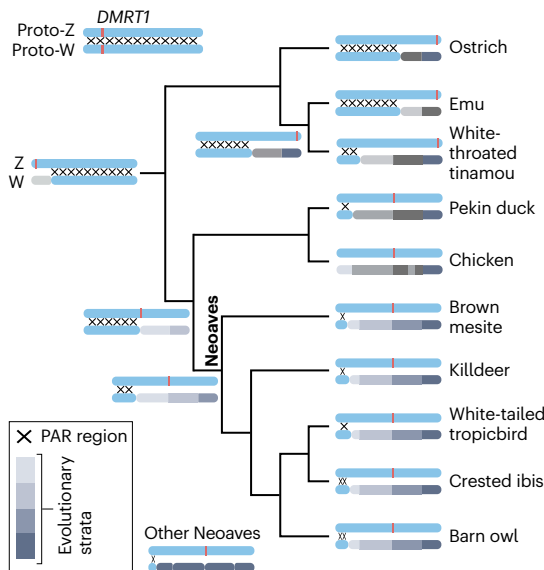 DMRT1
Proto-Z
Proto-W
Z
W
Ostrich
Emu
White-
throated
tinamou
Pekin duck
Chicken
Neoaves
Brown
mesite
Killdeer
White-tailed
tropicbird
Crested ibis
Barn owl
PAR region
Evolutionary
strata
Other Neoaves